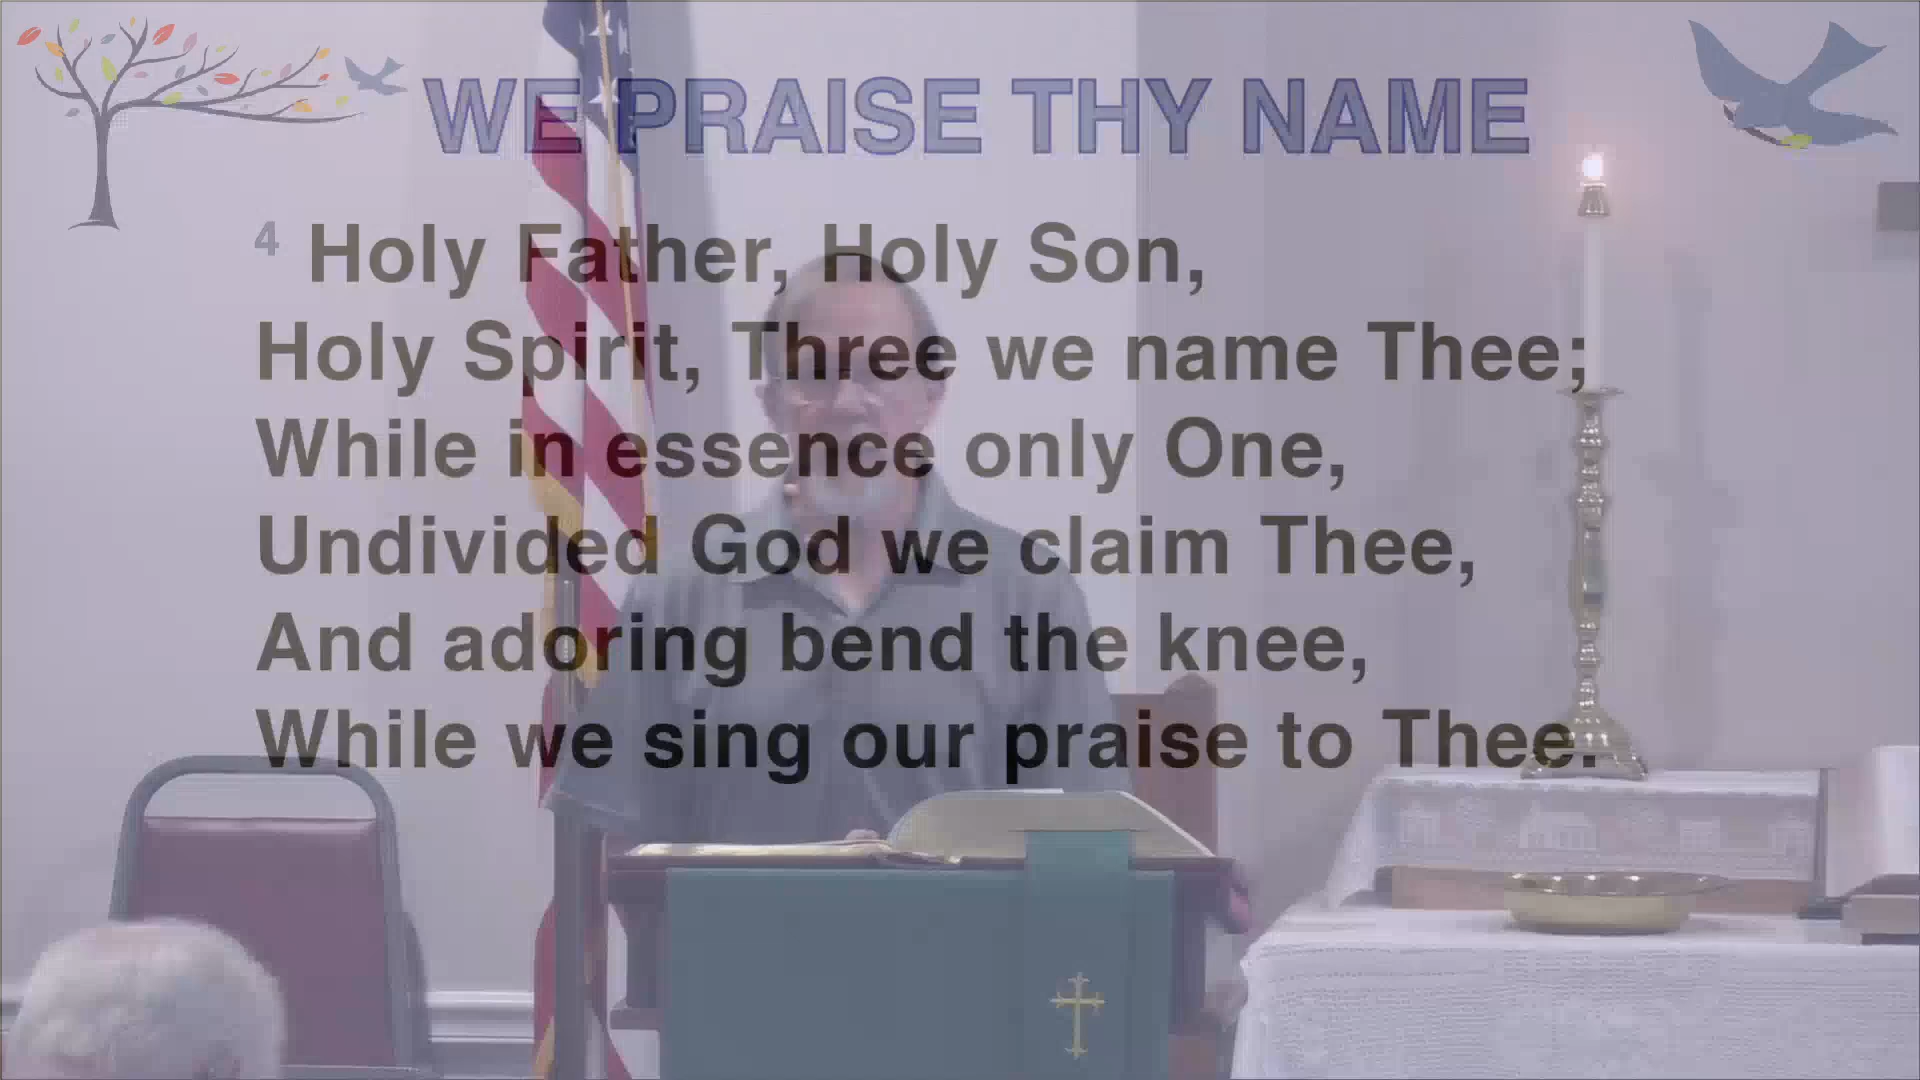 WE PRAISE THY NAME
4 Holy Father, Holy Son,
Holy Spirit, Three we name Thee;
While in essence only One,
Undivided God we claim Thee,
And adoring bend the knee,
While we sing our praise to Thee.